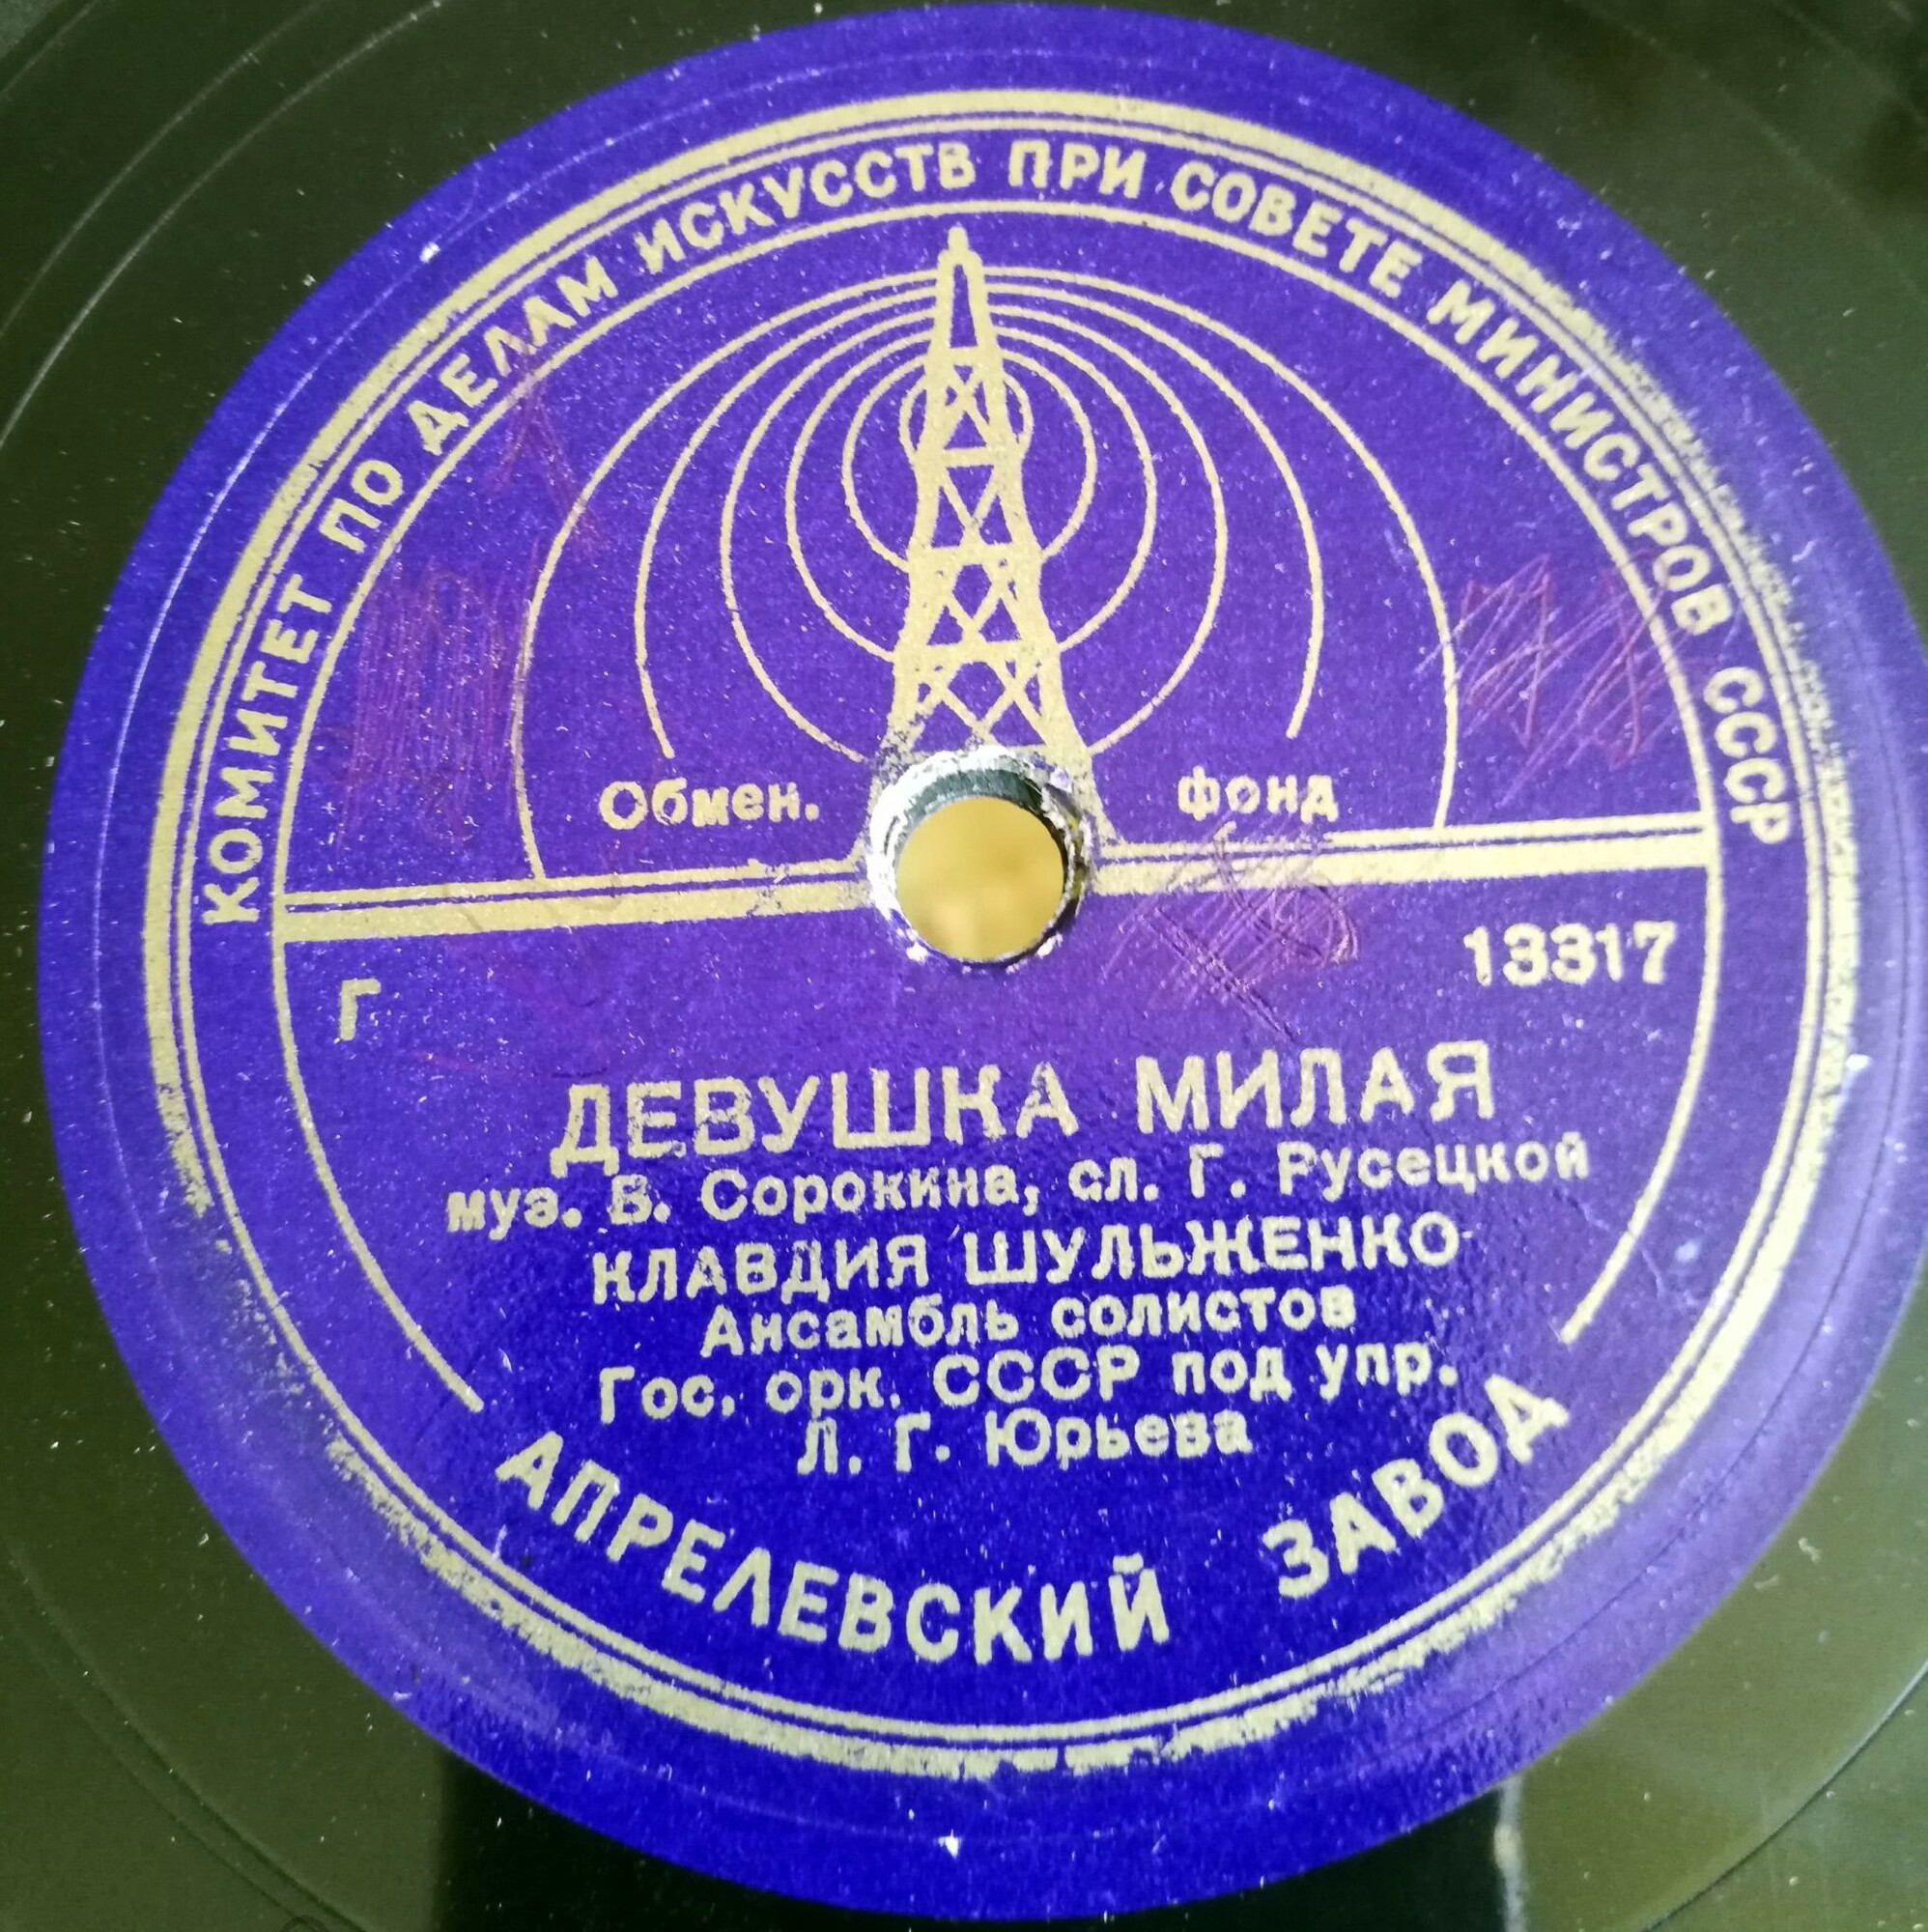 КОМИТЕТ ПО ДЕЛАМ ИСКУССТВ ПРИ СОВЕТЕ МИНИСТРОВ СССР
Обмен. фонд
Г 13317
ДЕВУШКА МИЛАЯ
муз. В. Сорокина, сл. Г. Русецкой
КЛАВДИЯ ШУЛЬЖЕНКО
Ансамбль солистов
Гос. орк. СССР под упр.
Л. Г. Юрьева
АПРЕЛЕВСКИЙ ЗАВОД